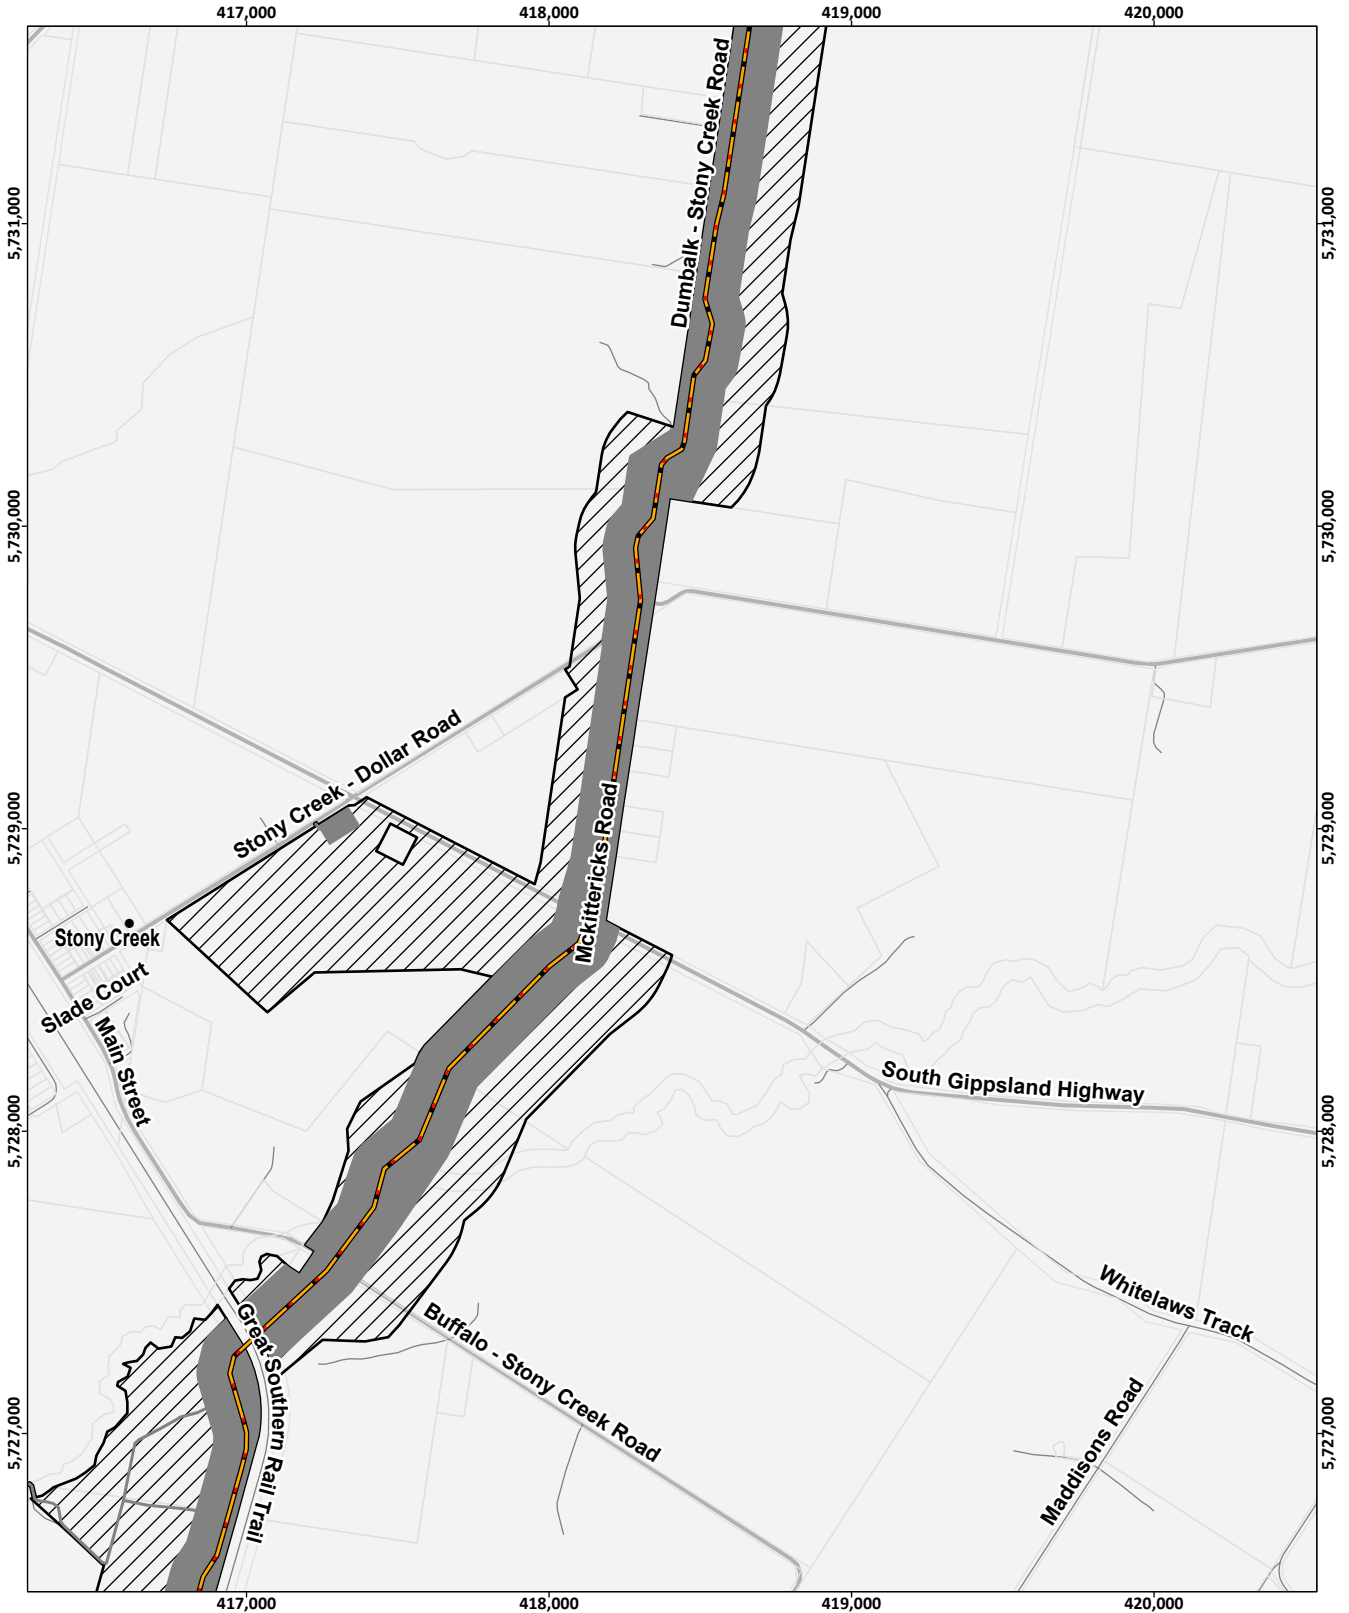 417,000
418,000
419,000
420,000
Dumbalk - Stony Creek Road
5,731,000
5,731,000
5,730,000
5,730,000
Stony Creek - Dollar Road
5,729,000
5,729,000
Mckittericks Road
Stony Creek
Slade Court
Main Street
South Gippsland Highway
5,728,000
5,728,000
Whitelaws Track
Great Southern Rail Trail
Buffalo - Stony Creek Road
Maddisons Road
5,727,000
5,727,000
417,000
418,000
419,000
420,000